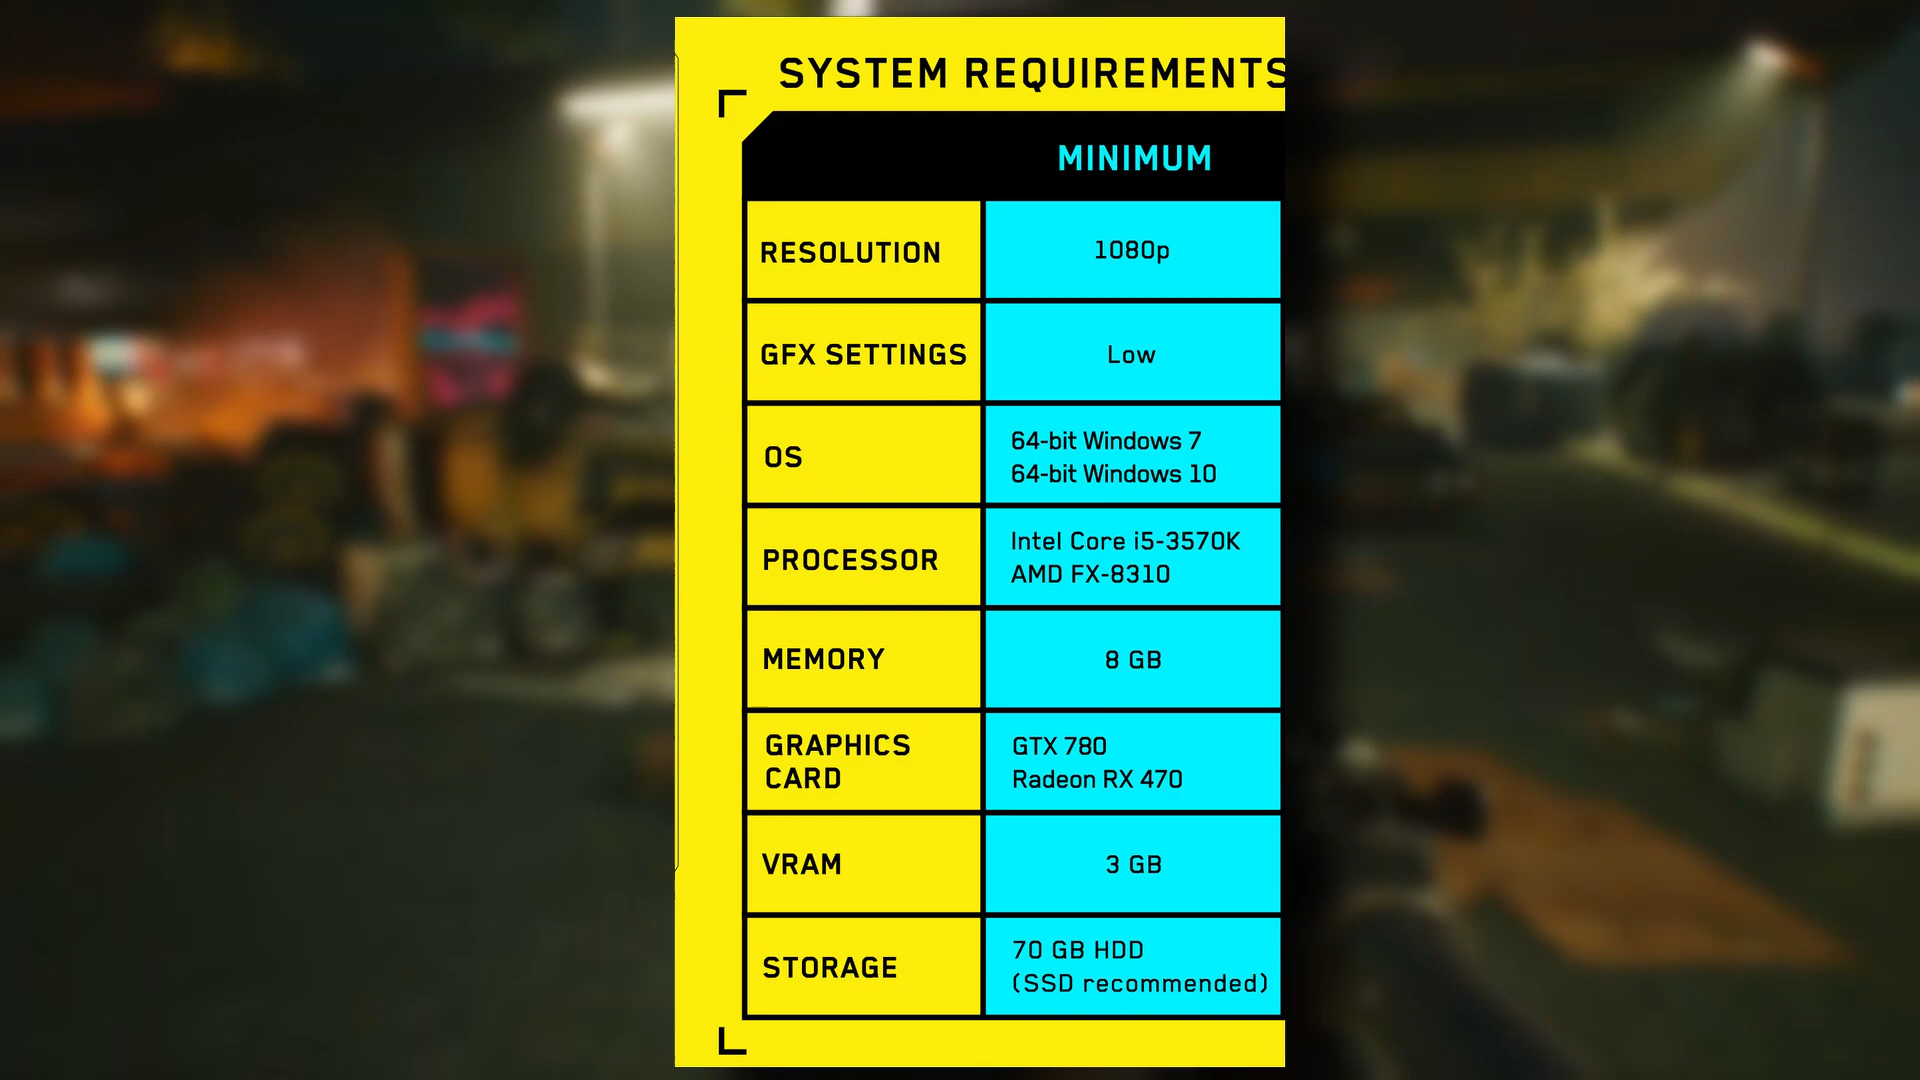 SYSTEM REQUIREMENTS
MINIMUM
RESOLUTION
1080p
GFX SETTINGS
Low
OS
64-bit Windows 7
64-bit Windows 10
PROCESSOR
Intel Core i5-3570K
AMD FX-8310
MEMORY
8 GB
GRAPHICS
CARD
GTX 780
Radeon RX 470
VRAM
3 GB
STORAGE
70 GB HDD
(SSD recommended)